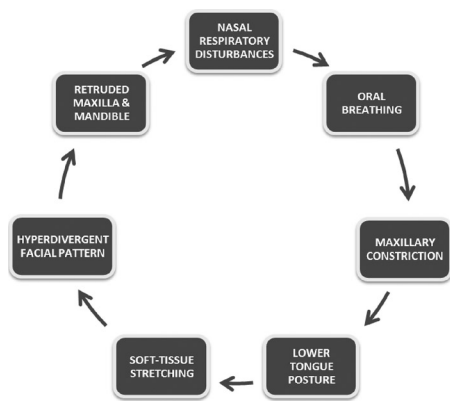 NASAL
RESPIRATORY
DISTURBANCES
ORAL
BREATHING
MAXILLARY
CONSTRICTION
LOWER
TONGUE
POSTURE
SOFT-TISSUE
STRETCHING
HYPERDIVERGENT
FACIAL PATTERN
RETRUDED
MAXILLA &
MANDIBLE